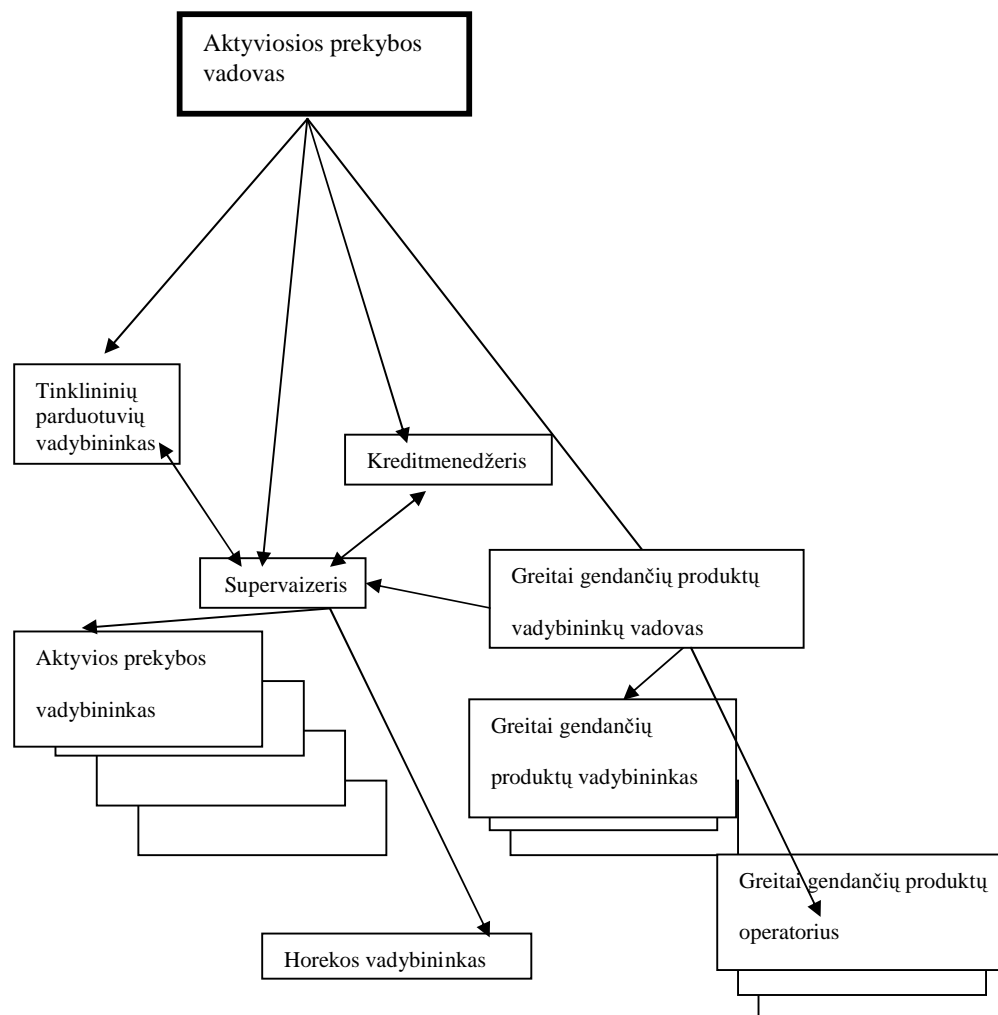 Aktyviosios prekybos
vadovas
Tinklininių
parduotuvių
vadybininkas
Kreditmenedžeris
Supervaizeris
Greitai gendančių produktų
vadybininkų vadovas
Aktyvios prekybos
vadybininkas
Greitai gendančių
produktų vadybininkas
Greitai gendančių produktų
operatorius
Horekos vadybininkas